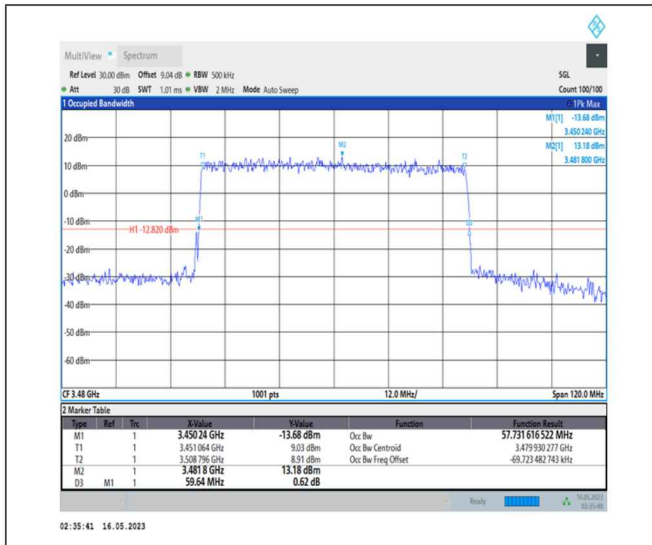 MultiView Spectrum
Ref Level 30.00 dBm Offset 9.04 dB RBW 500 kHz SGL
Att 30 dB SWT 1.01 ms VBW 2 MHz Mode Auto Sweep Count 100/100
1 Occupied Bandwidth 1Pk Max
M1[1] -13.68 dBm
3.450 240 GHz
M2[1] 13.18 dBm
3.481 800 GHz
20 dBm
M2
T1 T2
10 dBm
0 dBm
-10 dBm
M1
H1 -12.820 dBm
-30 dBm
-40 dBm
-50 dBm
-60 dBm
CF 3.48 GHz 1001 pts 12.0 MHz/ Span 120.0 MHz
2 Marker Table
Type Ref Trc X-Value Y-Value Function Function Result
M1 1 3.450 24 GHz -13.68 dBm Occ Bw 57.731 616 522 MHz
T1 1 3.451 064 GHz 9.03 dBm Occ Bw Centroid 3.479 930 277 GHz
T2 1 3.508 796 GHz 8.91 dBm Occ Bw Freq Offset -69.723 482 743 kHz
M2 1 3.481 8 GHz 13.18 dBm
D3 M1 1 59.64 MHz 0.62 dB
Ready 16.05.2023
02:35:40
02:35:41 16.05.2023